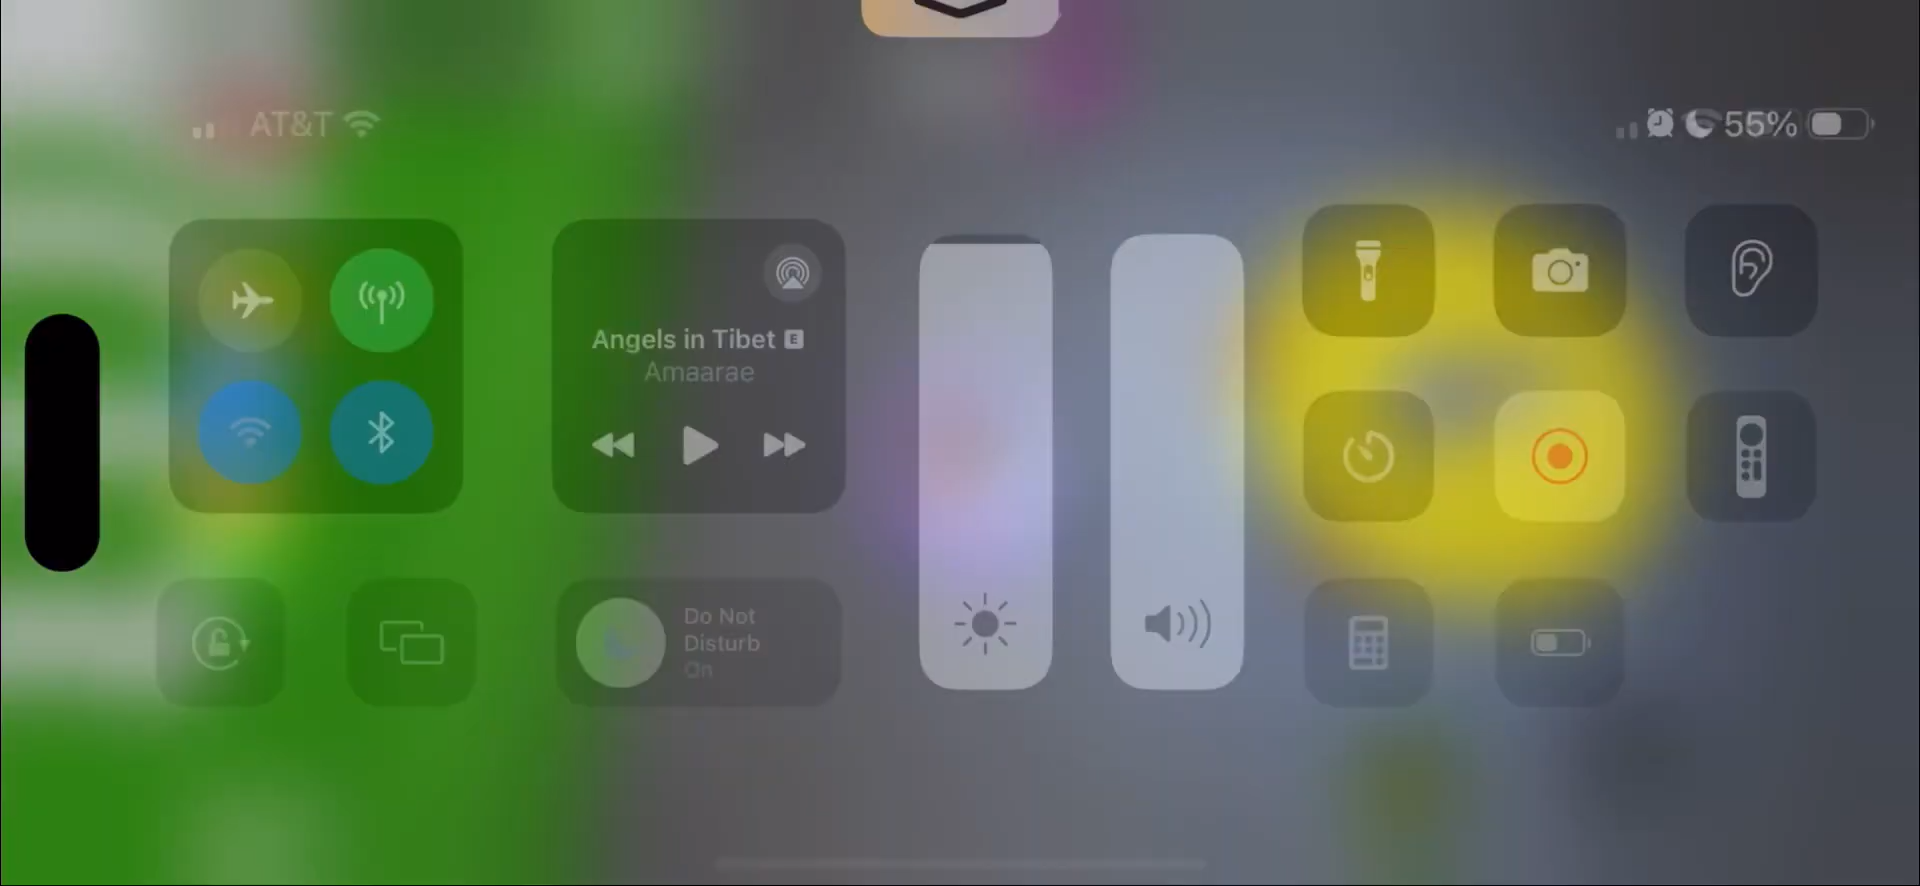 AT&T
55%
Angels in Tibet E
Amaarae
Do Not
Disturb
On